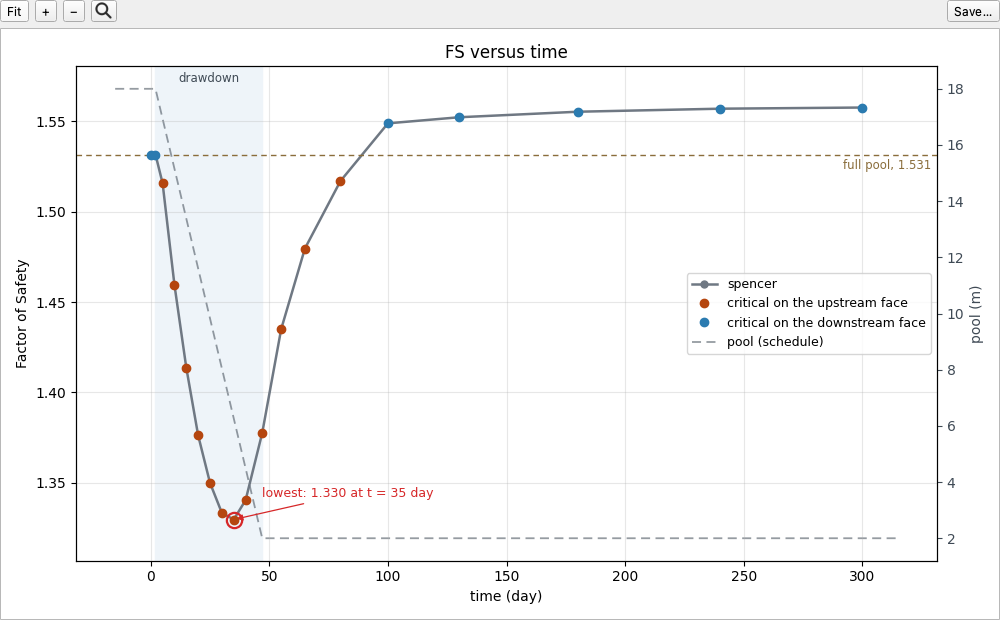 Fit + − Save...
FS versus time
drawdown
full pool, 1.531
lowest: 1.330 at t = 35 day
spencer
critical on the upstream face
critical on the downstream face
pool (schedule)
Factor of Safety
1.55
1.50
1.45
1.40
1.35
18
16
14
12
10
8
6
4
2
pool (m)
0 50 100 150 200 250 300
time (day)